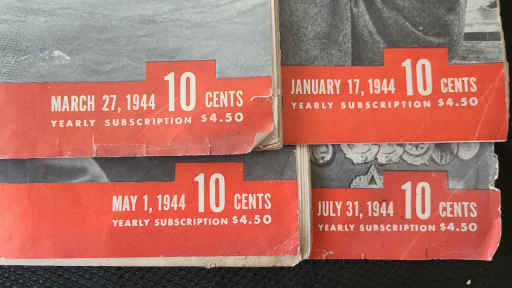 MARCH 27, 1944 10 CENTS
YEARLY SUBSCRIPTION $4.50
JANUARY 17, 1944 10 CENTS
YEARLY SUBSCRIPTION $4.50
MAY 1, 1944 10 CENTS
YEARLY SUBSCRIPTION $4.50
JULY 31, 1944 10 CENTS
YEARLY SUBSCRIPTION $4.50